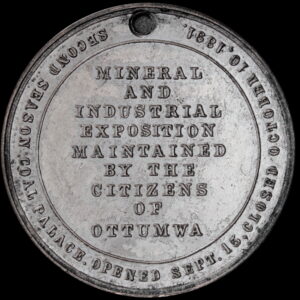 SECOND SEASON COAL PALACE. OPENED SEPT. 15, CLOSED OCTOBER 10, 1891.
MINERAL
AND
INDUSTRIAL
EXPOSITION
MAINTAINED
BY THE
CITIZENS
OF
OTTUMWA